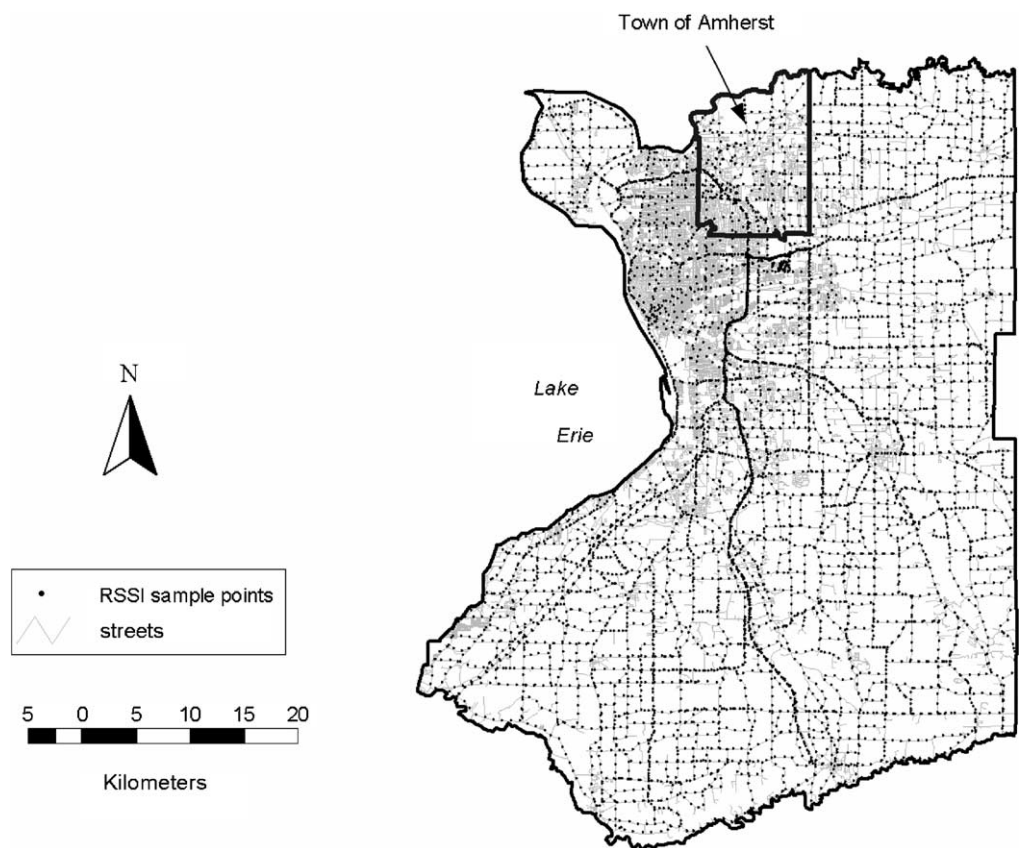 Town of Amherst
N
Lake
Erie
RSSI sample points
streets
5 0 5 10 15 20
Kilometers